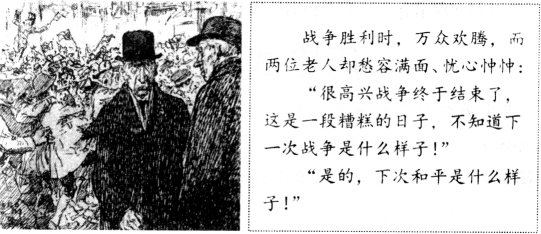 战争胜利时，万众欢腾，而
两位老人却愁容满面、忧心忡忡：
“很高兴战争终于结束了，
这是一段糟糕的日子，不知道下
一次战争是什么样子！”
“是的，下次和平是什么样
子！”